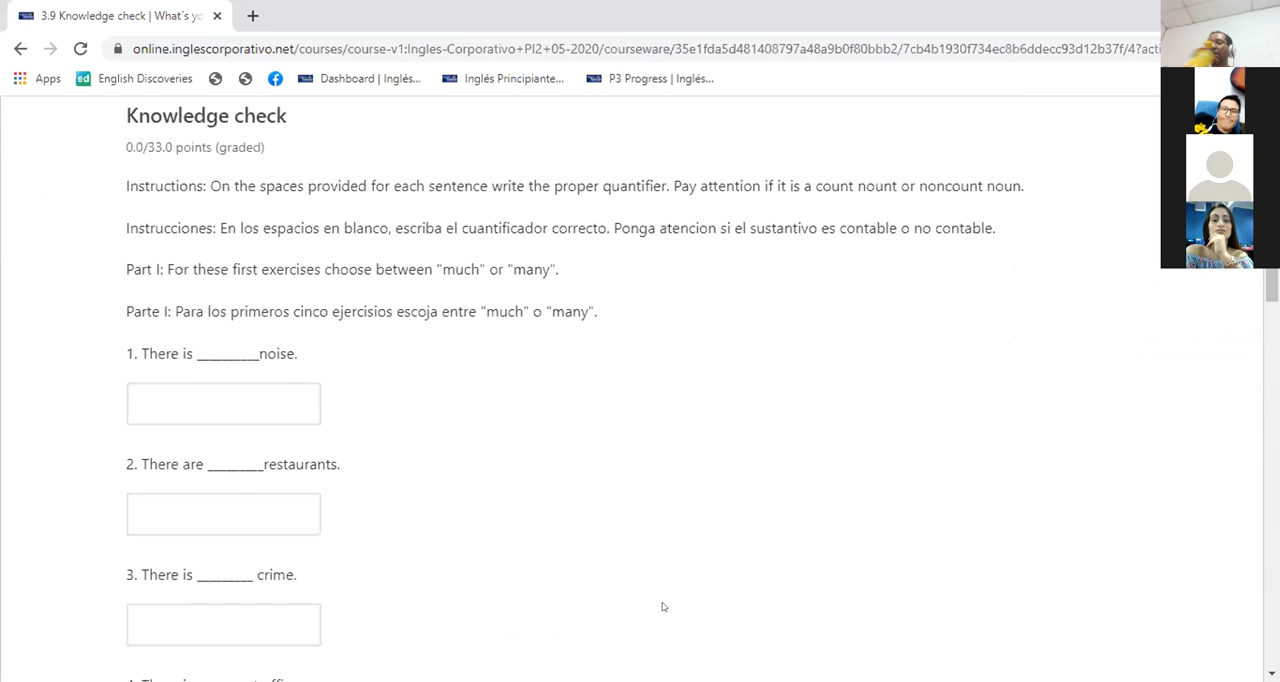 3.9 Knowledge check | What´s yo
online.inglescorporativo.net/courses/course-v1:Ingles-Corporativo+PI2+05-2020/courseware/35e1fda5d481408797a48a9b0f80bbb2/7cb4b1930f734ec8b6ddecc93d12b37f/4?acti
Apps English Discoveries Dashboard | Inglés... Inglés Principiante... P3 Progress | Inglés...
Knowledge check
0.0/33.0 points (graded)
Instructions: On the spaces provided for each sentence write the proper quantifier. Pay attention if it is a count nount or noncount noun.
Instrucciones: En los espacios en blanco, escriba el cuantificador correcto. Ponga atencion si el sustantivo es contable o no contable.
Part I: For these first exercises choose between "much" or "many".
Parte I: Para los primeros cinco ejercisios escoja entre "much" o "many".
1. There is __________noise.
2. There are _________restaurants.
3. There is _________ crime.